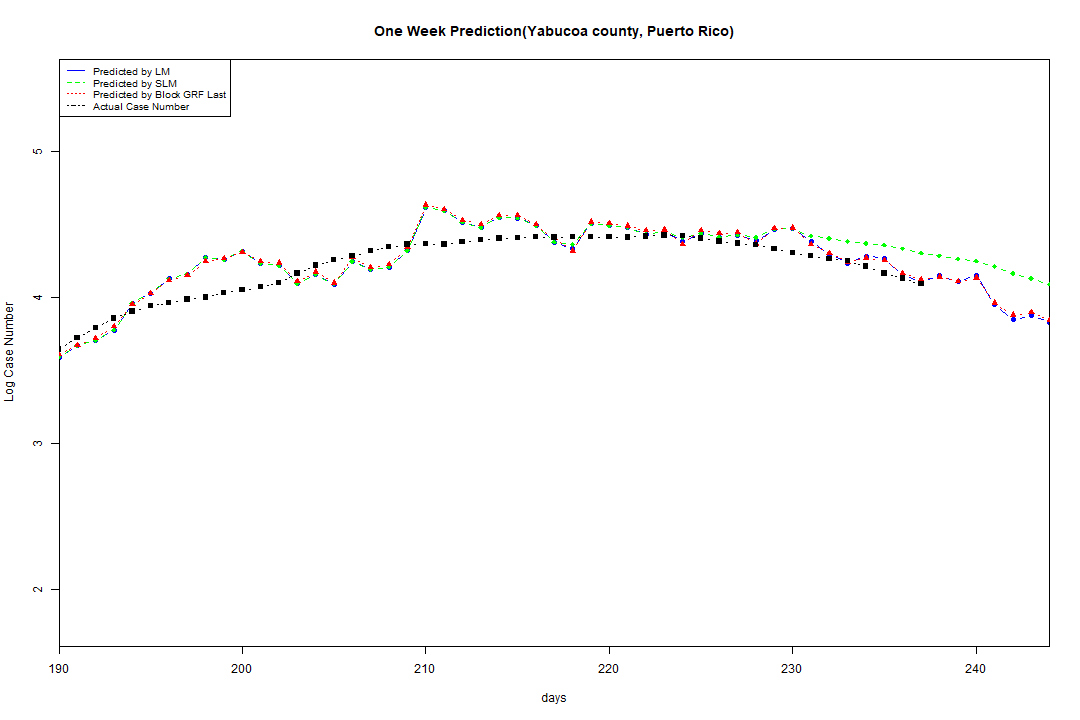 One Week Prediction(Yabucoa county, Puerto Rico)
Predicted by LM
Predicted by SLM
Predicted by Block GRF Last
Actual Case Number
5
4
3
2
Log Case Number
190 200 210 220 230 240
days